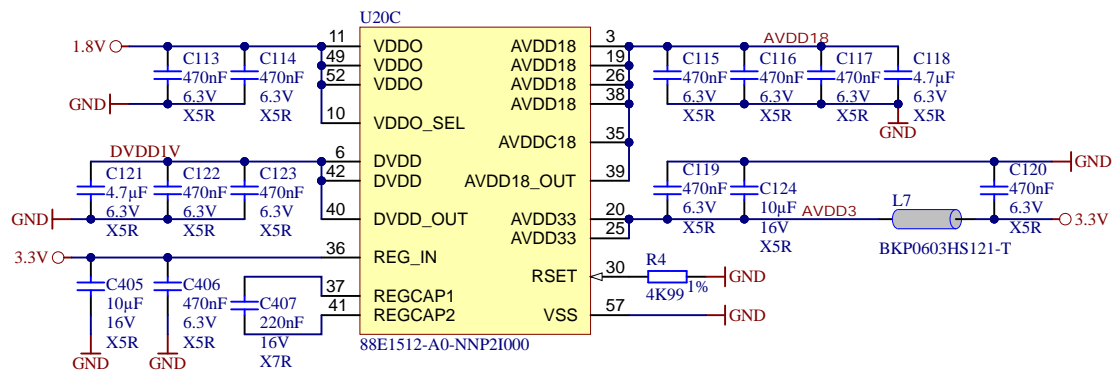 U20C
1.8V
GND
C113
470nF
6.3V
X5R
C114
470nF
6.3V
X5R
11
49
52
10
VDDO
VDDO
VDDO
VDDO_SEL
DVDD1V
GND
C121
4.7µF
6.3V
X5R
C122
470nF
6.3V
X5R
C123
470nF
6.3V
X5R
6
42
40
DVDD
DVDD
DVDD_OUT
3.3V
36
REG_IN
C405
10µF
16V
X5R
GND
C406
470nF
6.3V
X5R
GND
C407
220nF
16V
X7R
37
41
REGCAP1
REGCAP2
88E1512-A0-NNP2I000
AVDD18
AVDD18
AVDD18
AVDD18
AVDDC18
AVDD18_OUT
3
19
26
38
35
39
AVDD18
C115
470nF
6.3V
X5R
C116
470nF
6.3V
X5R
C117
470nF
6.3V
X5R
C118
4.7µF
6.3V
X5R
GND
AVDD33
AVDD33
20
25
C119
470nF
6.3V
X5R
C124
10µF
16V
X5R
AVDD3
L7
BKP0603HS121-T
C120
470nF
6.3V
X5R
GND
3.3V
RSET
30
R4
4K99
1%
GND
VSS
57
GND